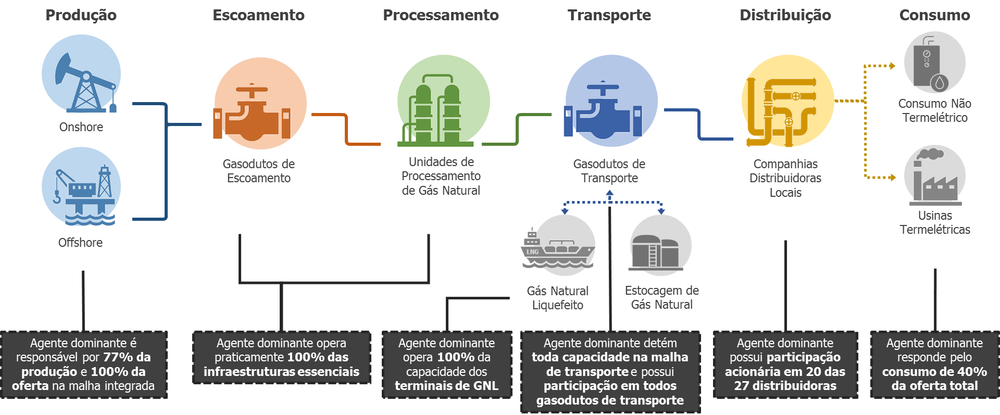 Produção
Escoamento
Processamento
Transporte
Distribuição
Consumo
Onshore
Offshore
Gasodutos de
Escoamento
Unidades de
Processamento
de Gás Natural
Gasodutos de
Transporte
LNG
Gás Natural
Liquefeito
Estocagem de
Gás Natural
Companhias
Distribuidoras
Locais
Consumo Não
Termelétrico
Usinas
Termelétricas
Agente dominante é
responsável por 77% da
produção e 100% da
oferta na malha integrada
Agente dominante opera
praticamente 100% das
infraestruturas essenciais
Agente dominante
opera 100% da
capacidade dos
terminais de GNL
Agente dominante detém
toda capacidade na malha
de transporte e possui
participação em todos
gasodutos de transporte
Agente dominante
possui participação
acionária em 20 das
27 distribuidoras
Agente dominante
responde pelo
consumo de 40%
da oferta total